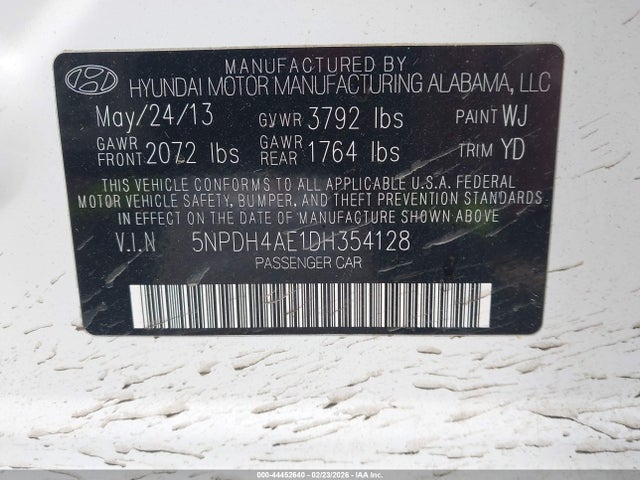 MANUFACTURED BY
HYUNDAI MOTOR MANUFACTURING ALABAMA, LLC
May/24/13 GVWR 3792 lbs PAINT WJ
GAWR FRONT 2072 lbs GAWR REAR 1764 lbs TRIM YD
THIS VEHICLE CONFORMS TO ALL APPLICABLE U.S.A. FEDERAL
MOTOR VEHICLE SAFETY, BUMPER, AND THEFT PREVENTION STANDARDS
IN EFFECT ON THE DATE OF MANUFACTURE SHOWN ABOVE
V.I.N 5NPDH4AE1DH354128
PASSENGER CAR
000-44452640 - 02/23/2026 - IAAI.COM